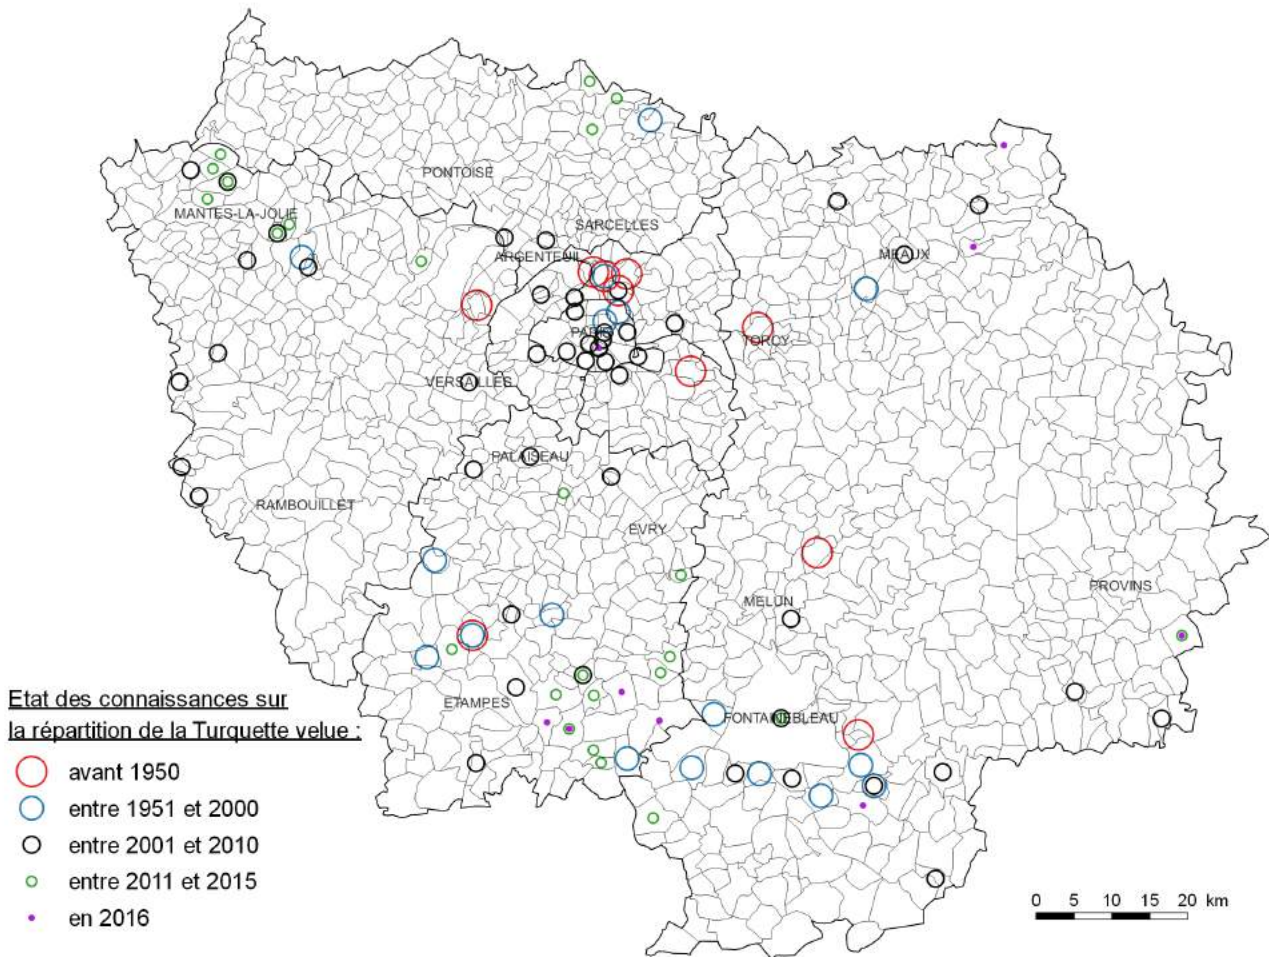 PONTOISE
MANTES-LA-JOLIE
SARCELLES
ARGENTEUIL
MEAUX
PARIS
TORCY
VERSAILLES
PALAISEAU
RAMBOUILLET
EVRY
PROVINS
MELUN
ETAMPES
FONTAINEBLEAU
Etat des connaissances sur
la répartition de la Turquette velue :
avant 1950
entre 1951 et 2000
entre 2001 et 2010
entre 2011 et 2015
en 2016
0 5 10 15 20 km